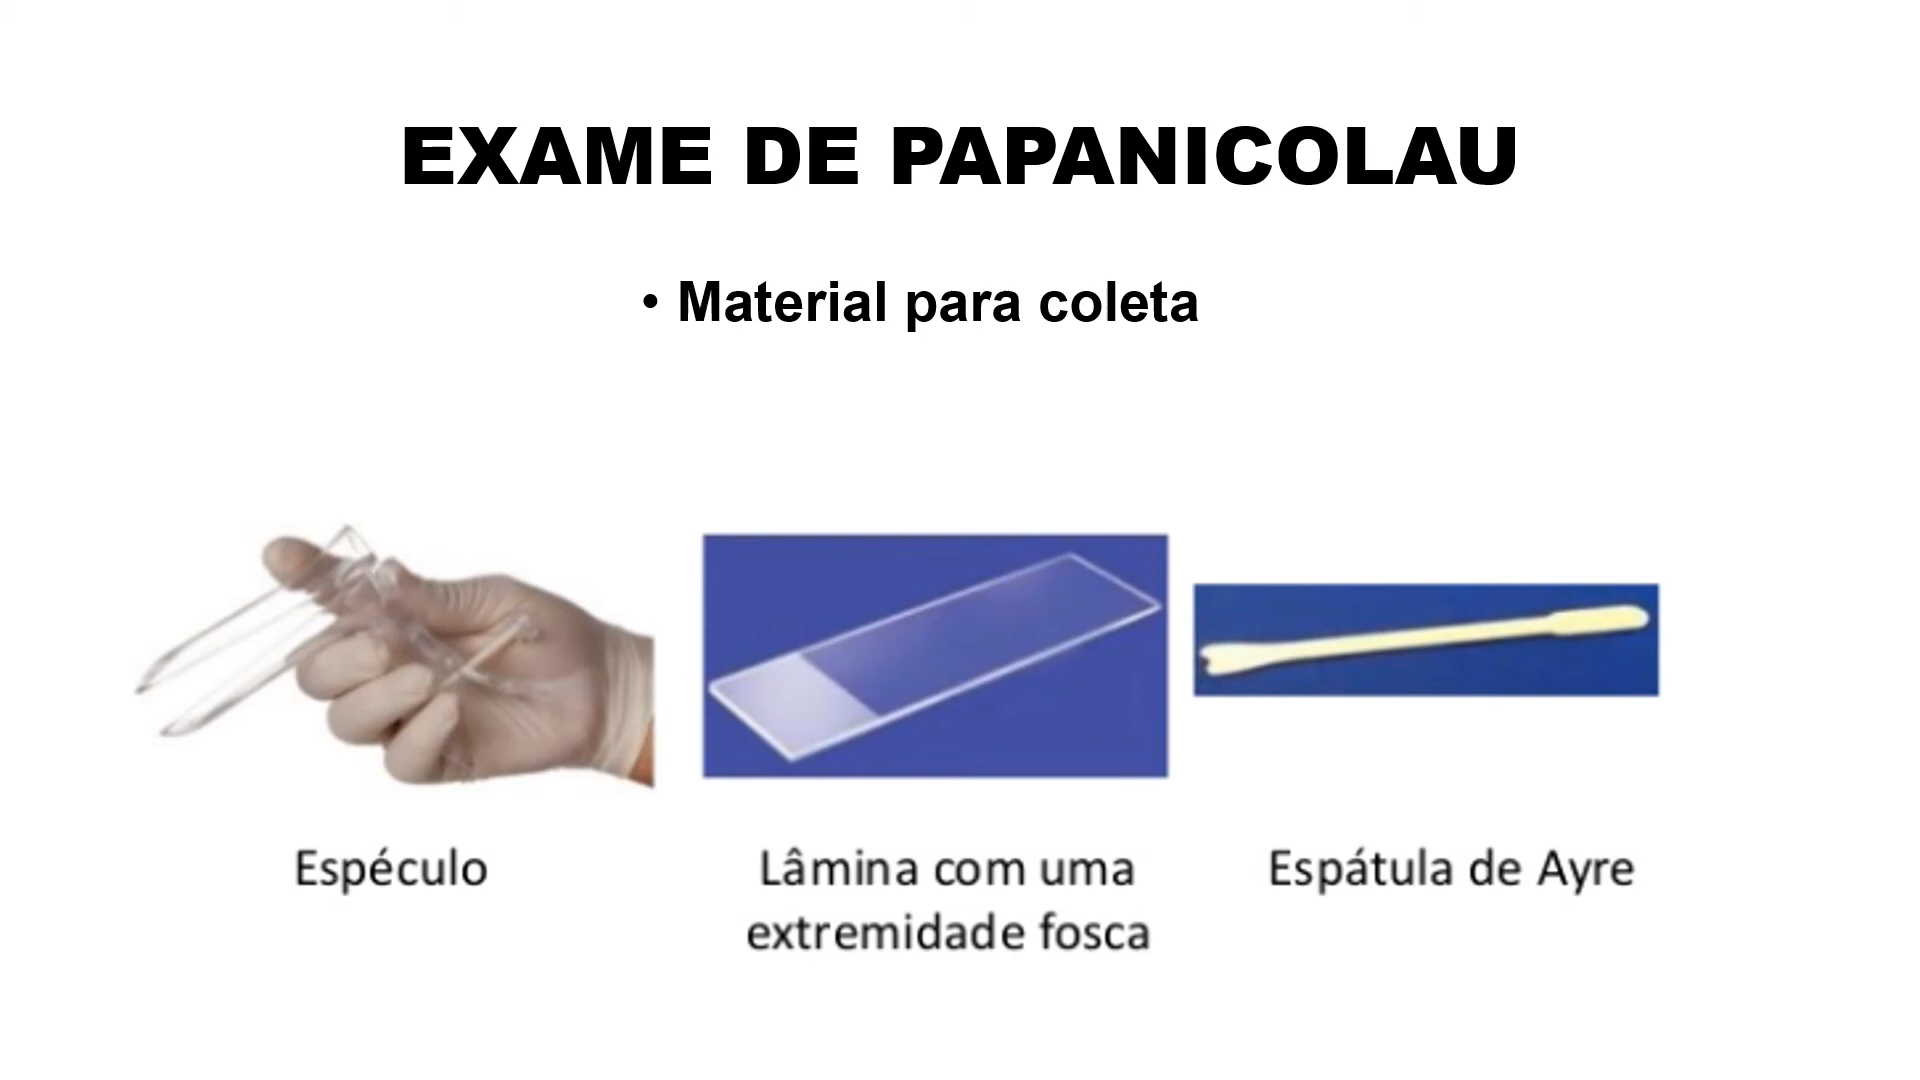 EXAME DE PAPANICOLAU
• Material para coleta
Espéculo
Lâmina com uma
extremidade fosca
Espátula de Ayre